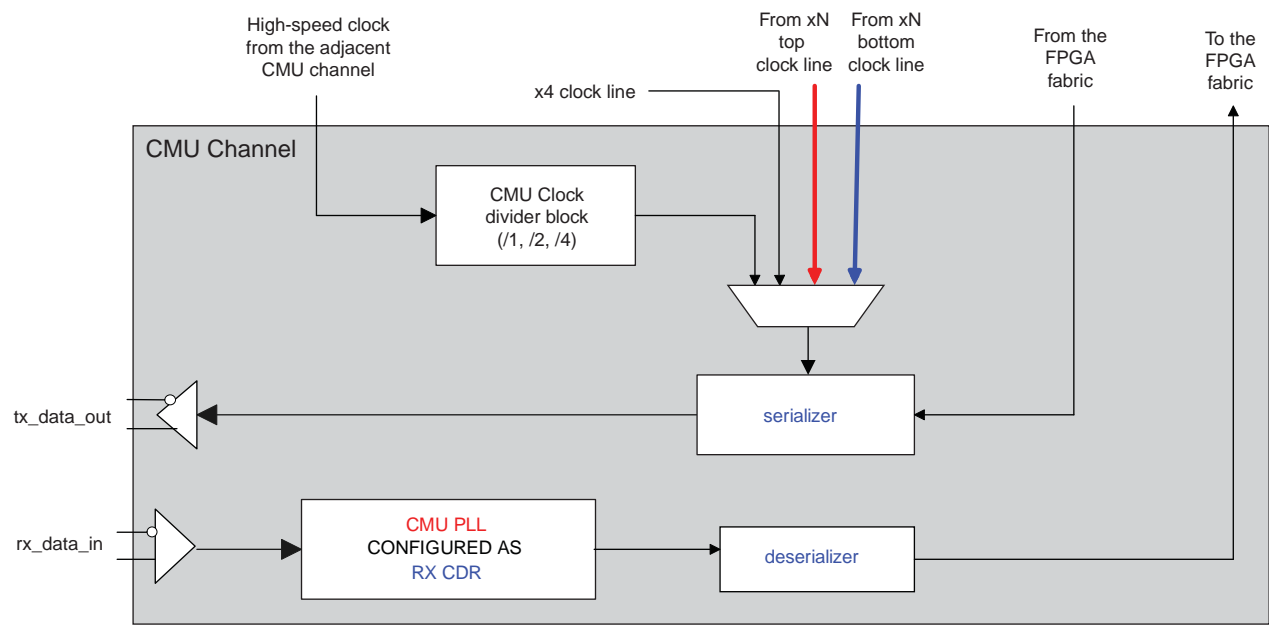 High-speed clock
from the adjacent
CMU channel
From xN
top
clock line
From xN
bottom
clock line
From the
FPGA
fabric
To the
FPGA
fabric
x4 clock line
CMU Channel
CMU Clock
divider block
(/1, /2, /4)
tx_data_out
serializer
rx_data_in
CMU PLL
CONFIGURED AS
RX CDR
deserializer